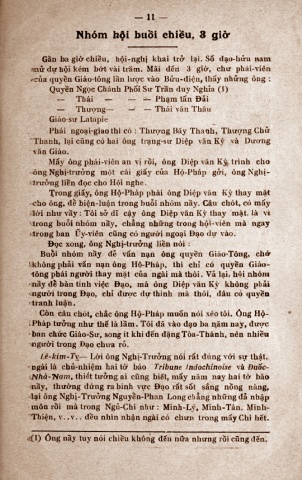 — 11 —
Nhóm hội buổi chiều, 3 giờ
Gần ba giờ chiều, hội-nghị khai trở lại. Số đạo-hữu nam
nữ dự hội kém bớt vài trăm. Mãi đến 3 giờ, chư phái-viên
của quyền Giáo-tông lần lược vào Bửu-điện, thấy những ông :
Quyền Ngọc Chánh Phối Sư Trần duy Nghĩa (1)
— Thái — — Phạm tấn Đãi
— Thượng— — Thái văn Thâu
Giáo-sư Latapie
Phái ngoại-giao thì có : Thượng Bảy Thanh, Thượng Chữ
Thanh, lại cũng có hai ông trạng-sư Diệp văn Kỳ và Dương
văn Giáo.
Mấy ông phái-viên an vị rồi, ông Diệp văn Kỳ trình cho
ông Nghị-trưởng một cái giấy của Hộ-Pháp gởi, ông Nghị-
trưởng liền đọc cho Hội nghe.
Trong giấy, ông Hộ-Pháp phái ông Diệp văn Kỳ thay mặt
cho ông, để hiện-luận trong buổi nhóm nầy. Câu chót, có mấy
lời như vầy : Tôi sở dĩ cậy ông Diệp văn Kỳ thay mặt là vì
trong buổi nhóm nầy, chẳng những trong hội-viên mà ngay
trong ban Ủy-viên cũng có người ngoại Đạo dự vào.
Đọc xong, ông Nghị-trưởng liền nói :
Buổi nhóm nầy để vấn nạn ông quyền Giáo-Tông, chớ
không phải vấn nạn ông Hộ-Pháp, thì chỉ có quyền Giáo-
tông phái người thay mặt của ngài mà thôi. Vả lại, hội nhóm
nầy để bàn tính việc Đạo, mà ông Diệp văn Kỳ không phải
người trong Đạo, chỉ được dự thính mà thôi, đâu có quyền
tranh luận.
Còn câu chót, chắc ông Hộ-Pháp muốn nói xéo tôi. Ông Hộ-
Pháp tưởng như thế là lầm. Tôi đã vào đạo ba năm nay, được
ban chức Giáo-Sư, song ít khi đến đặng Tòa-Thánh, nên nhiều
người trong Đạo chưa rõ.
Lê-kim-Tỵ— Lời ông Nghị-Trưởng nói rất đúng với sự thật,
ngài là chủ-nhiệm hai tờ báo Tribune Indochinoise và Đuốc-
Nhà-Nam, thiết tưởng ai cũng biết, mấy năm nay hai tờ báo
nầy, thường đứng ra binh vực Đạo rất sốt sáng nồng nàng,
lại ông Nghị-Trưởng Nguyễn-Phan Long chẳng những đã nhập
môn rồi mà trong Ngũ-Chi như : Minh-Lý, Minh-Tân, Minh-
Thiện, v..v.. đều nhìn nhận ngài có chưn trong mấy Chi hết.
(1) Ông nầy tuy nói chiều không đến nữa nhưng rồi cũng đến.